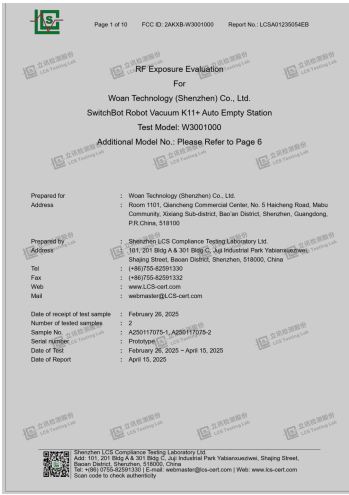 LCS
Page 1 of 10 FCC ID: 2AKXB-W3001000 Report No.: LCSA01235054EB
RF Exposure Evaluation
For
Woan Technology (Shenzhen) Co., Ltd.
SwitchBot Robot Vacuum K11+ Auto Empty Station
Test Model: W3001000
Additional Model No.: Please Refer to Page 6
Prepared for : Woan Technology (Shenzhen) Co., Ltd.
Address : Room 1101, Qiancheng Commercial Center, No. 5 Haicheng Road, Mabu
Community, Xixiang Sub-district, Bao'an District, Shenzhen, Guangdong,
P.R.China, 518100
Prepared by : Shenzhen LCS Compliance Testing Laboratory Ltd.
Address : 101, 201 Bldg A & 301 Bldg C, Juji Industrial Park Yabianxueziwei,
Shajing Street, Baoan District, Shenzhen, 518000, China
Tel : (+86)755-82591330
Fax : (+86)755-82591332
Web : www.LCS-cert.com
Mail : webmaster@LCS-cert.com
Date of receipt of test sample : February 26, 2025
Number of tested samples : 2
Sample No. : A250117075-1, A250117075-2
Serial number : Prototype
Date of Test : February 26, 2025 ~ April 15, 2025
Date of Report : April 15, 2025
立讯检测股份
LCS Testing Lab
Shenzhen LCS Compliance Testing Laboratory Ltd.
Add: 101, 201 Bldg A & 301 Bldg C, Juji Industrial Park Yabianxueziwei, Shajing Street,
Baoan District, Shenzhen, 518000, China
Tel: +(86) 0755-82591330 | E-mail: webmaster@lcs-cert.com | Web: www.lcs-cert.com
Scan code to check authenticity